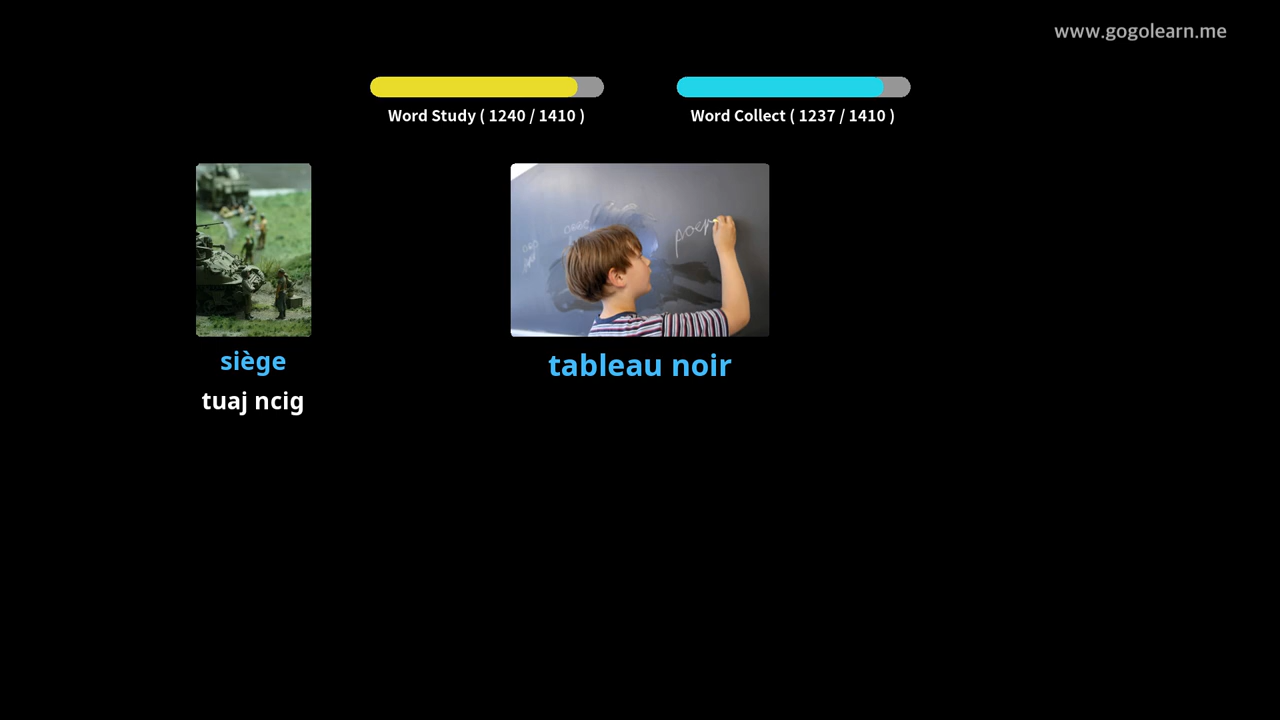 www.gogolearn.me
Word Study ( 1240 / 1410 )
Word Collect ( 1237 / 1410 )
siège
tuaj ncig
tableau noir